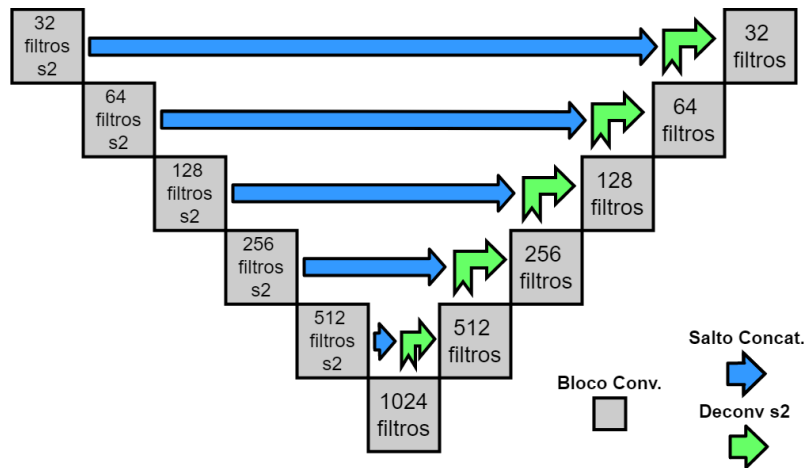 32
filtros
s2
32
filtros
64
filtros
s2
64
filtros
128
filtros
s2
128
filtros
256
filtros
s2
256
filtros
512
filtros
s2
512
filtros
1024
filtros
Bloco Conv.
Salto Concat.
Deconv s2